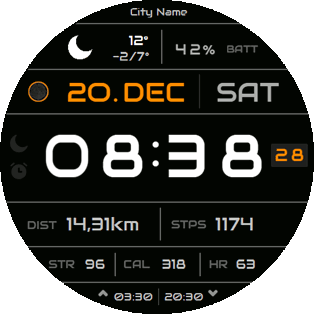 City Name
12°
-2/7°
42% BATT
20.DEC SAT
08:38 28
DIST 14,31km STPS 1174
STR 96 CAL 318 HR 63
03:30 20:30